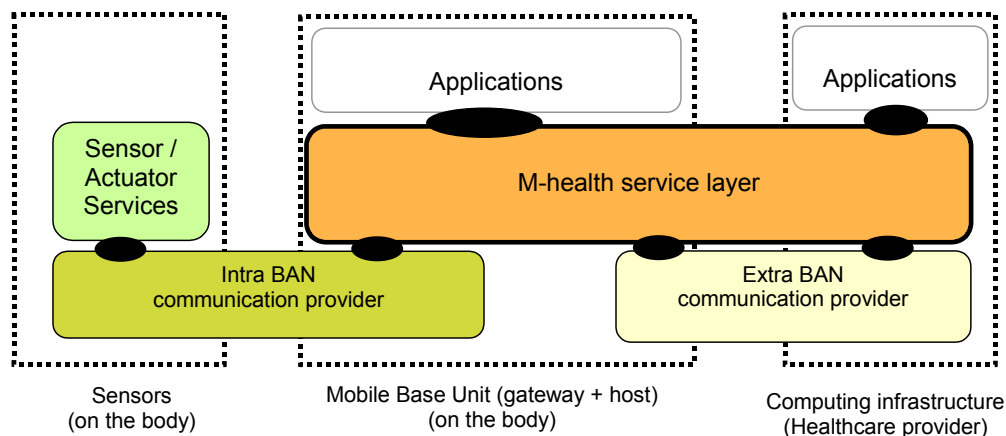 Applications
Applications
Sensor /
Actuator
Services
M-health service layer
Intra BAN
communication provider
Extra BAN
communication provider
Sensors
(on the body)
Mobile Base Unit (gateway + host)
(on the body)
Computing infrastructure
(Healthcare provider)